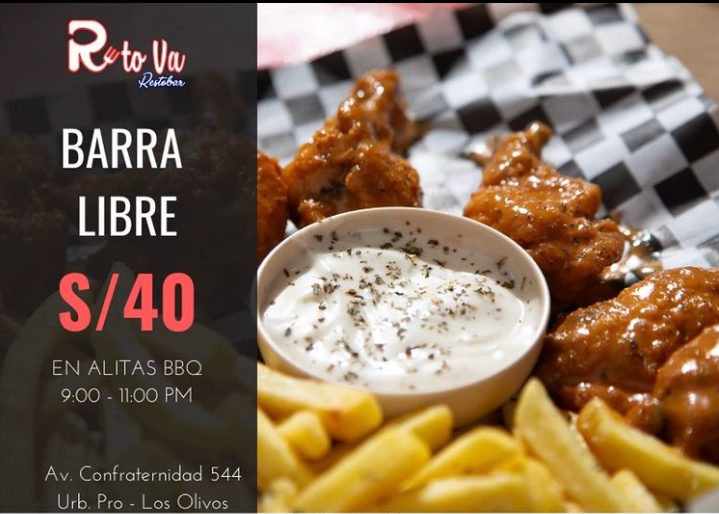 Reto Va
Restobar
BARRA
LIBRE
S/40
EN ALITAS BBQ
9:00 - 11:00 PM
Av. Confraternidad 544
Urb. Pro - Los Olivos